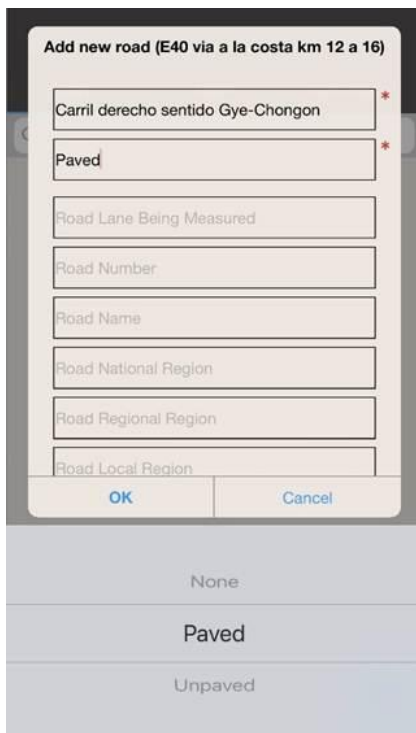 Add new road (E40 via a la costa km 12 a 16)
Carril derecho sentido Gye-Chongon
*
Paved
*
Road Lane Being Measured
Road Number
Road Name
Road National Region
Road Regional Region
Road Local Region
OK
Cancel
None
Paved
Unpaved